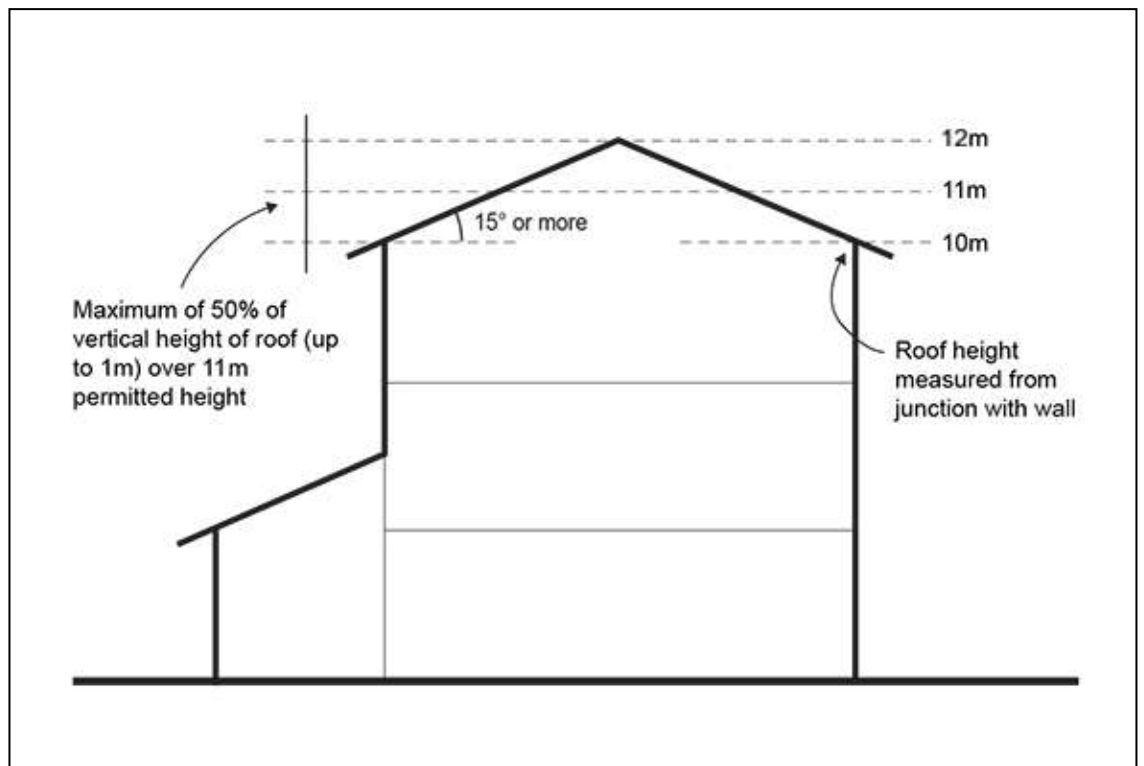 12m
11m
15° or more
10m
Maximum of 50% of
vertical height of roof (up
to 1m) over 11m
permitted height
Roof height
measured from
junction with wall